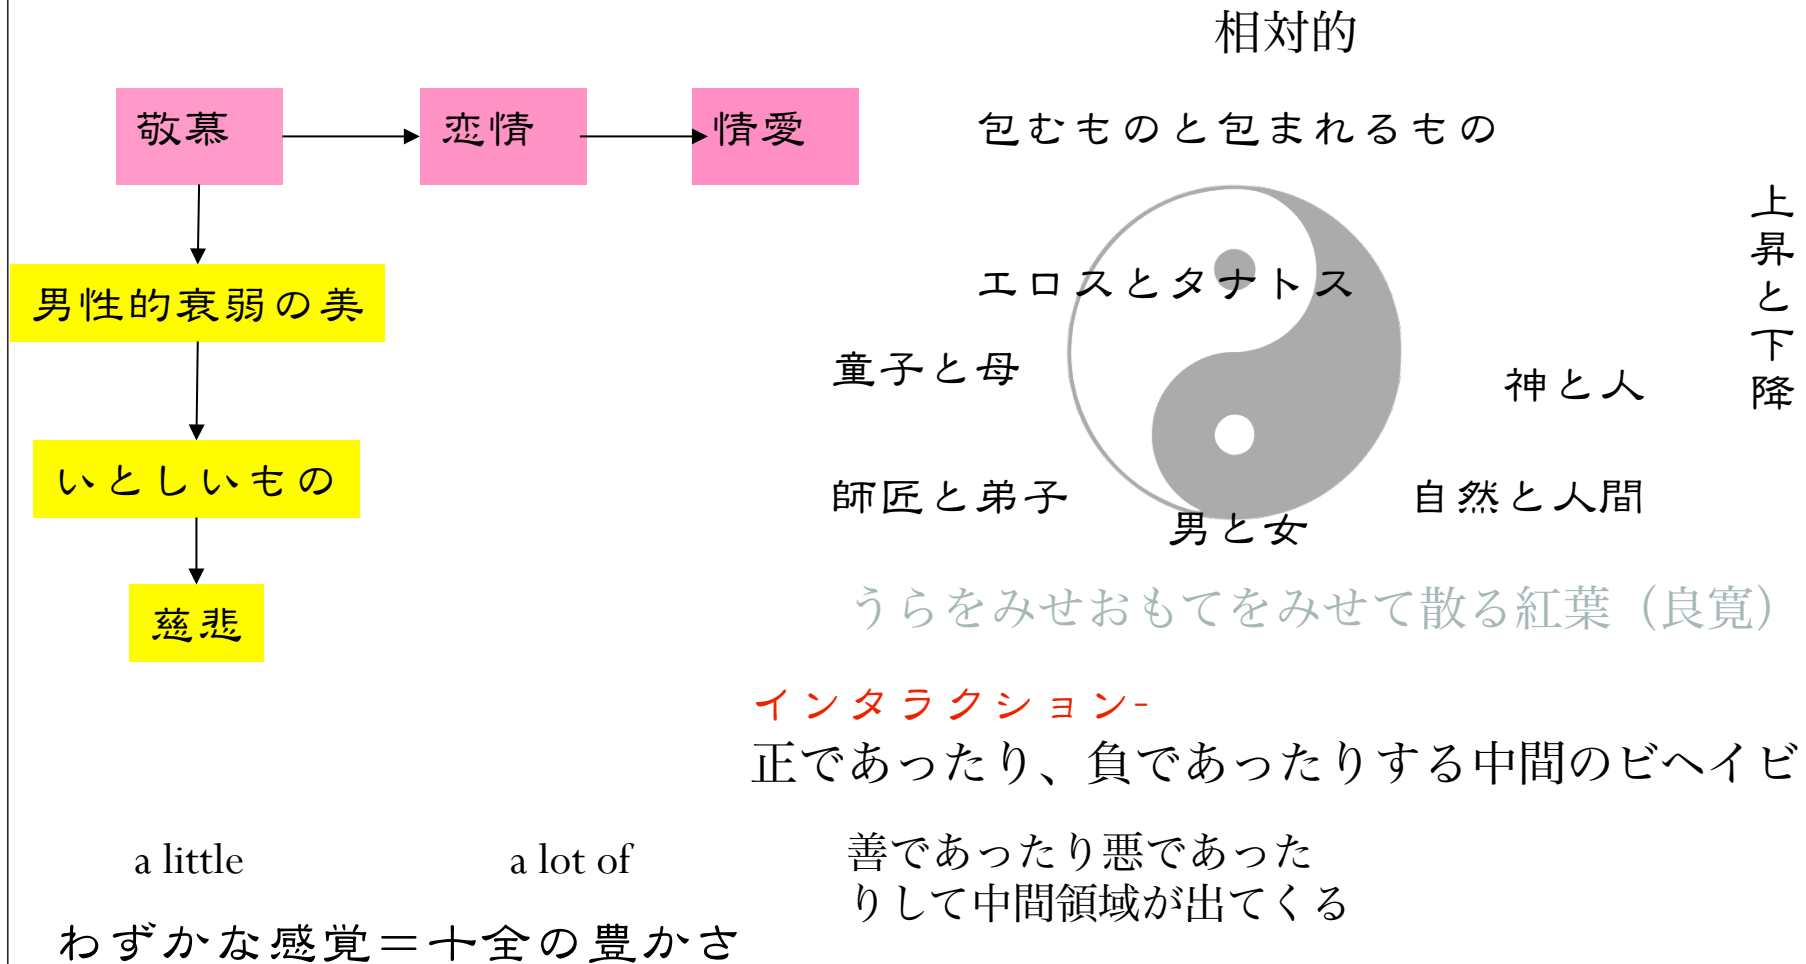 敬慕
恋情
情愛
男性的衰弱の美
いとしいもの
慈悲
a little
a lot of
わずかな感覚＝十全の豊かさ
相対的
包むものと包まれるもの
エロスとタナトス
童子と母
神と人
師匠と弟子
自然と人間
男と女
上昇と下降
うらをみせおもてをみせて散る紅葉（良寛）
インタラクション-
正であったり、負であったりする中間のビヘイビ
善であったり悪であった
りして中間領域が出てくる